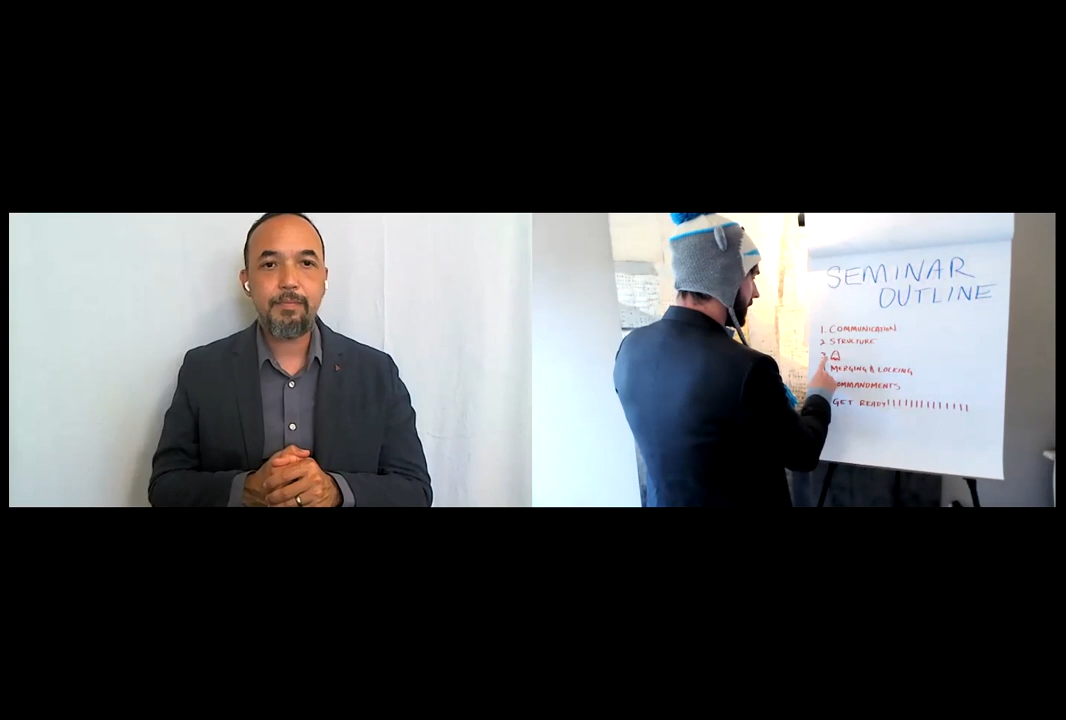 SEMINAR
OUTLINE
1. COMMUNICATION
2 STRUCTURE
3
MERGING & LOCKING
OMMANDMENTS
GET READY!!!!!!!!!!!!!!